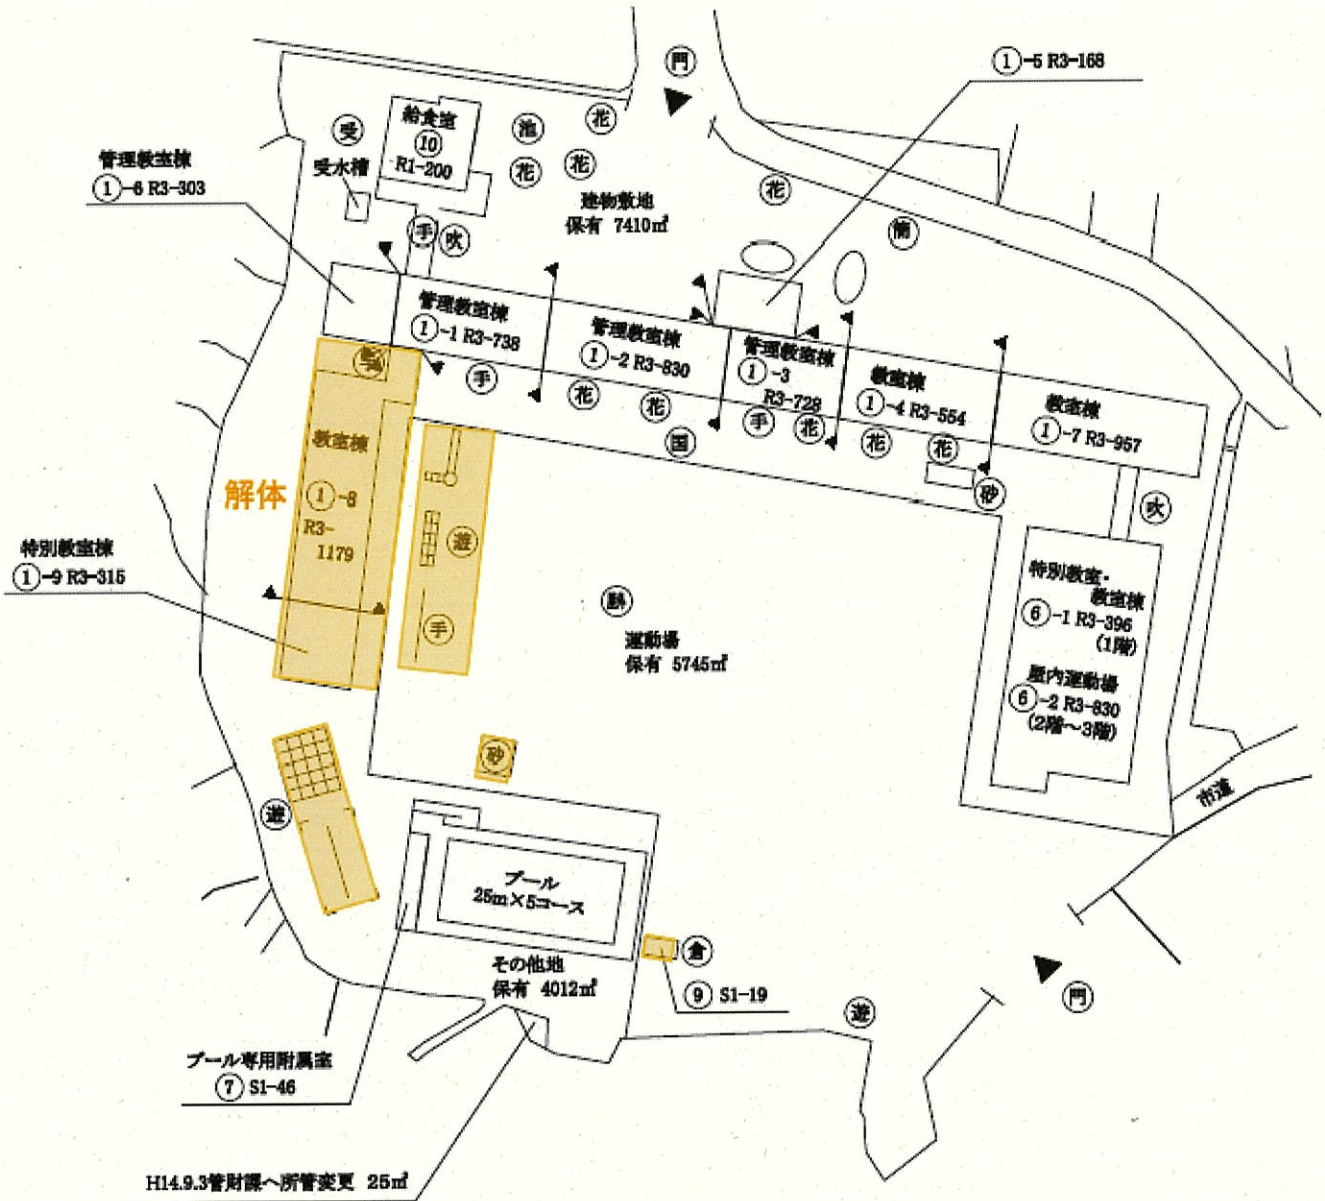 門
①-5 R3-168
受
給食室
⑩
R1-200
池
花
花
花
受水槽
管理教室棟
①-6 R3-303
花
建物敷地
保有 7410㎡
手
吹
管理教室棟
①-1 R3-738
管理教室棟
①-2 R3-830
管理教室棟
①-3
R3-728
教室棟
①-4 R3-554
教室棟
①-7 R3-957
手
花
花
国
手
花
花
花
砂
吹
教室棟
①-8
R3-
1179
解体
遊
手
特別教室棟
①-9 R3-315
運動場
保有 5745㎡
特別教室・
教室棟
⑥-1 R3-396
(1階)
屋内運動場
⑥-2 R3-830
(2階～3階)
砂
遊
市道
プール
25m×5コース
倉
⑨ S1-19
その他地
保有 4012㎡
門
遊
プール専用附属室
⑦ S1-46
H14.9.3管財課へ所管変更 25㎡